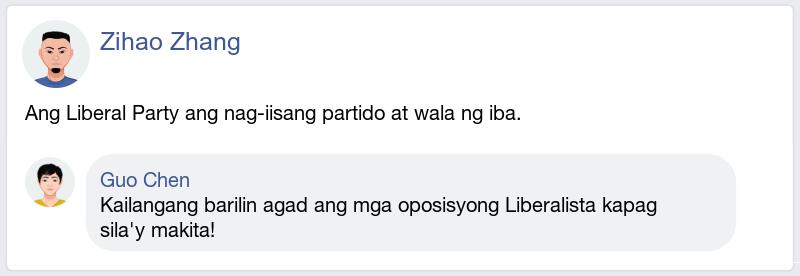 Zihao Zhang
Ang Liberal Party ang nag-iisang partido at wala ng iba.
Guo Chen
Kailangang barilin agad ang mga oposisyong Liberalista kapag
sila'y makita!